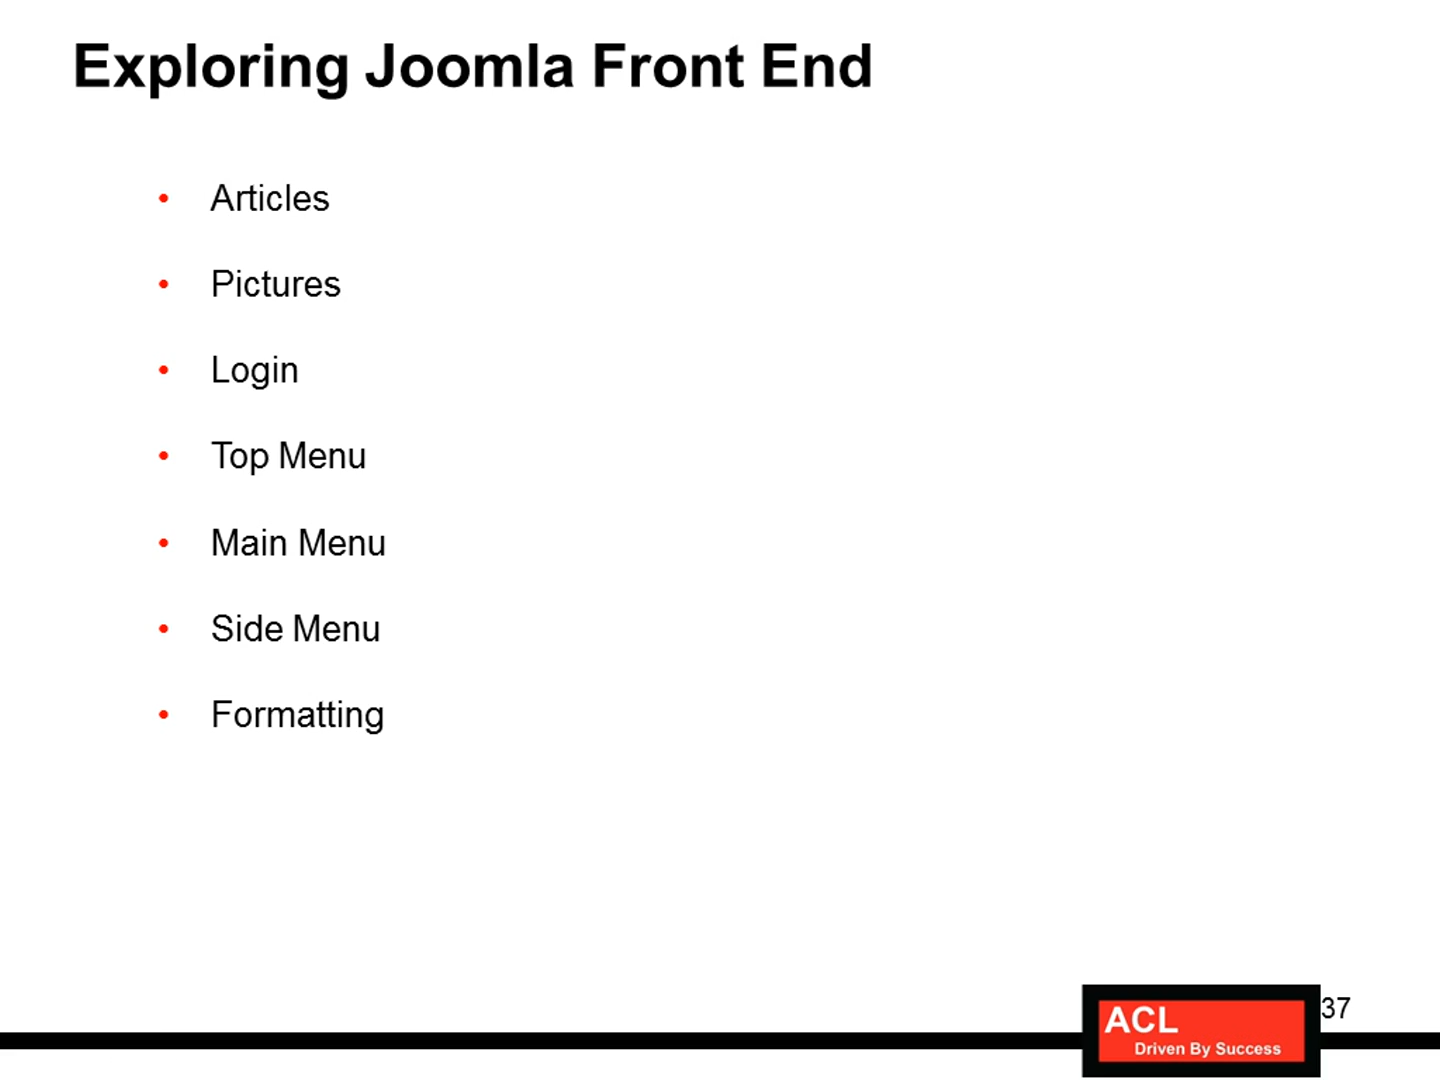 Exploring Joomla Front End
• Articles
• Pictures
• Login
• Top Menu
• Main Menu
• Side Menu
• Formatting
37
ACL
Driven By Success